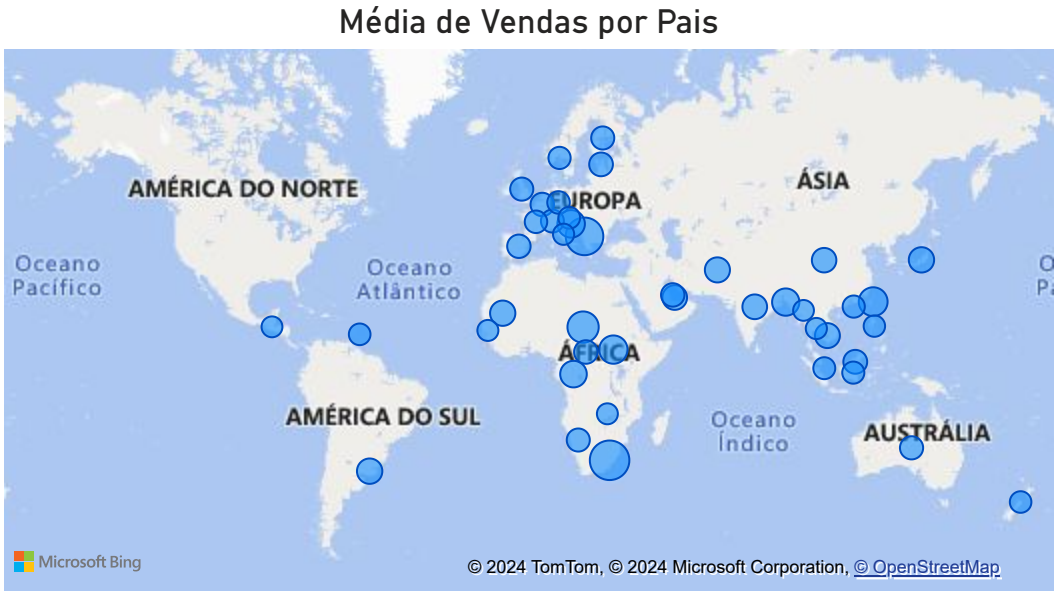 Média de Vendas por Pais
AMÉRICA DO NORTE
EUROPA
ÁSIA
Oceano
Pacífico
Oceano
Atlântico
O
Pa
ÁFRICA
AMÉRICA DO SUL
Oceano
Índico
AUSTRÁLIA
Microsoft Bing
© 2024 TomTom, © 2024 Microsoft Corporation, © OpenStreetMap